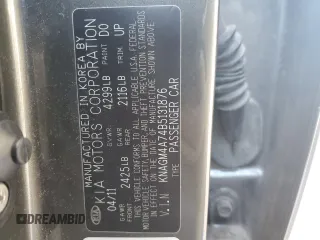 MANUFACTURED IN KOREA BY
KIA MOTORS CORPORATION
04/11 GVWR 4299LB PAINT D0
GAWR FRONT 2425LB GAWR REAR 2116LB TRIM UP
THIS VEHICLE CONFORMS TO ALL APPLICABLE U.S.A. FEDERAL
MOTOR VEHICLE SAFETY, BUMPER, AND THEFT PREVENTION STANDARDS
IN EFFECT ON THE DATE OF MANUFACTURE SHOWN ABOVE.
V.I.N KNAGM4A74B5131876
TYPE PASSENGER CAR
KIA
DREAMBID